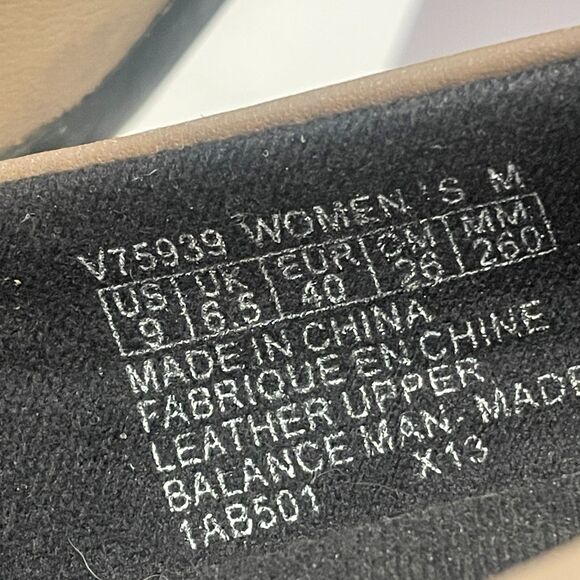 V75939 WOMEN'S M
US UK EUR CM MM
9 6.5 40 26 260
MADE IN CHINA
FABRIQUE EN CHINE
LEATHER UPPER
BALANCE MAN-MADE
1AB501 X13